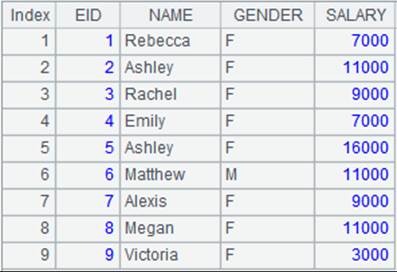 Index EID NAME GENDER SALARY
1 1 Rebecca F 7000
2 2 Ashley F 11000
3 3 Rachel F 9000
4 4 Emily F 7000
5 5 Ashley F 16000
6 6 Matthew M 11000
7 7 Alexis F 9000
8 8 Megan F 11000
9 9 Victoria F 3000